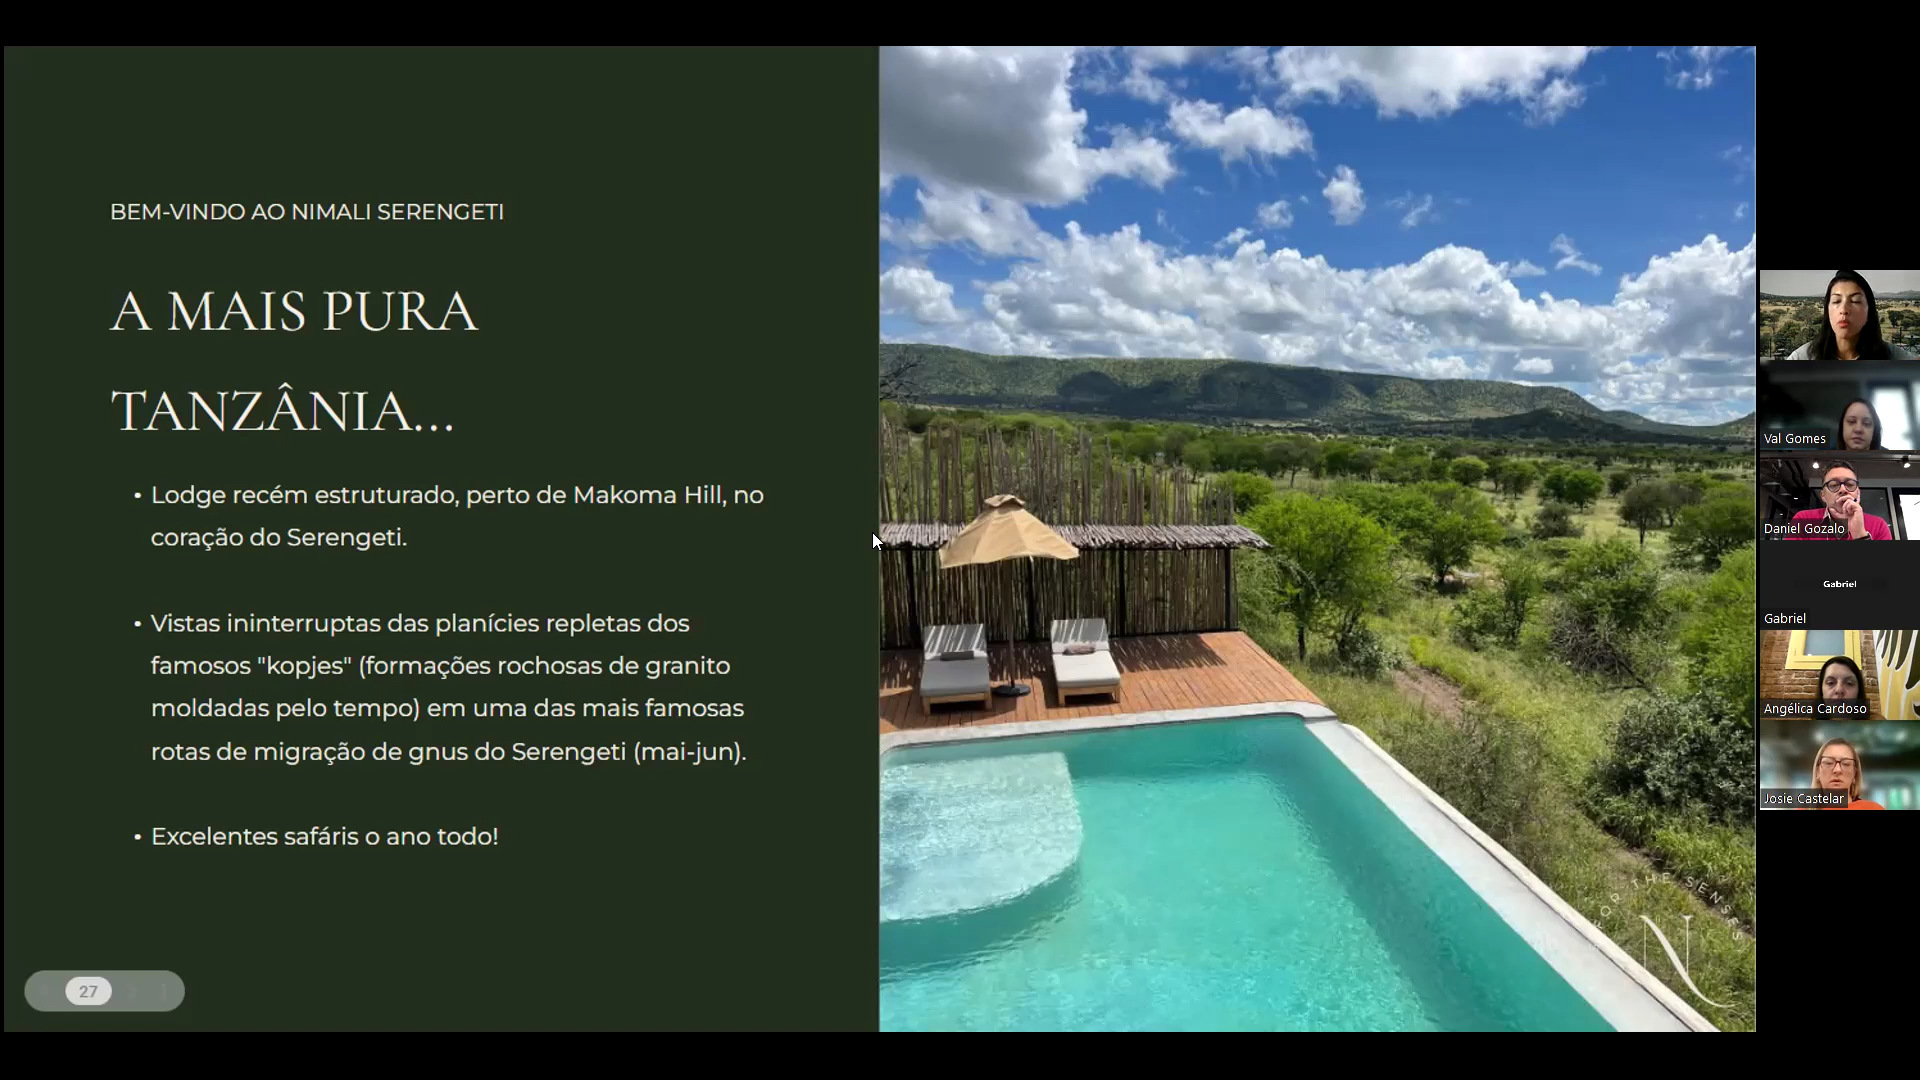 BEM-VINDO AO NIMALI SERENGETI
A MAIS PURA
TANZÂNIA...
• Lodge recém estruturado, perto de Makoma Hill, no
coração do Serengeti.
• Vistas ininterruptas das planícies repletas dos
famosos "kopjes" (formações rochosas de granito
moldadas pelo tempo) em uma das mais famosas
rotas de migração de gnus do Serengeti (mai-jun).
• Excelentes safáris o ano todo!
27
FOR THE SENSES
N
Val Gomes
Daniel Gozalo
Gabriel
Gabriel
Angélica Cardoso
Josie Castelar